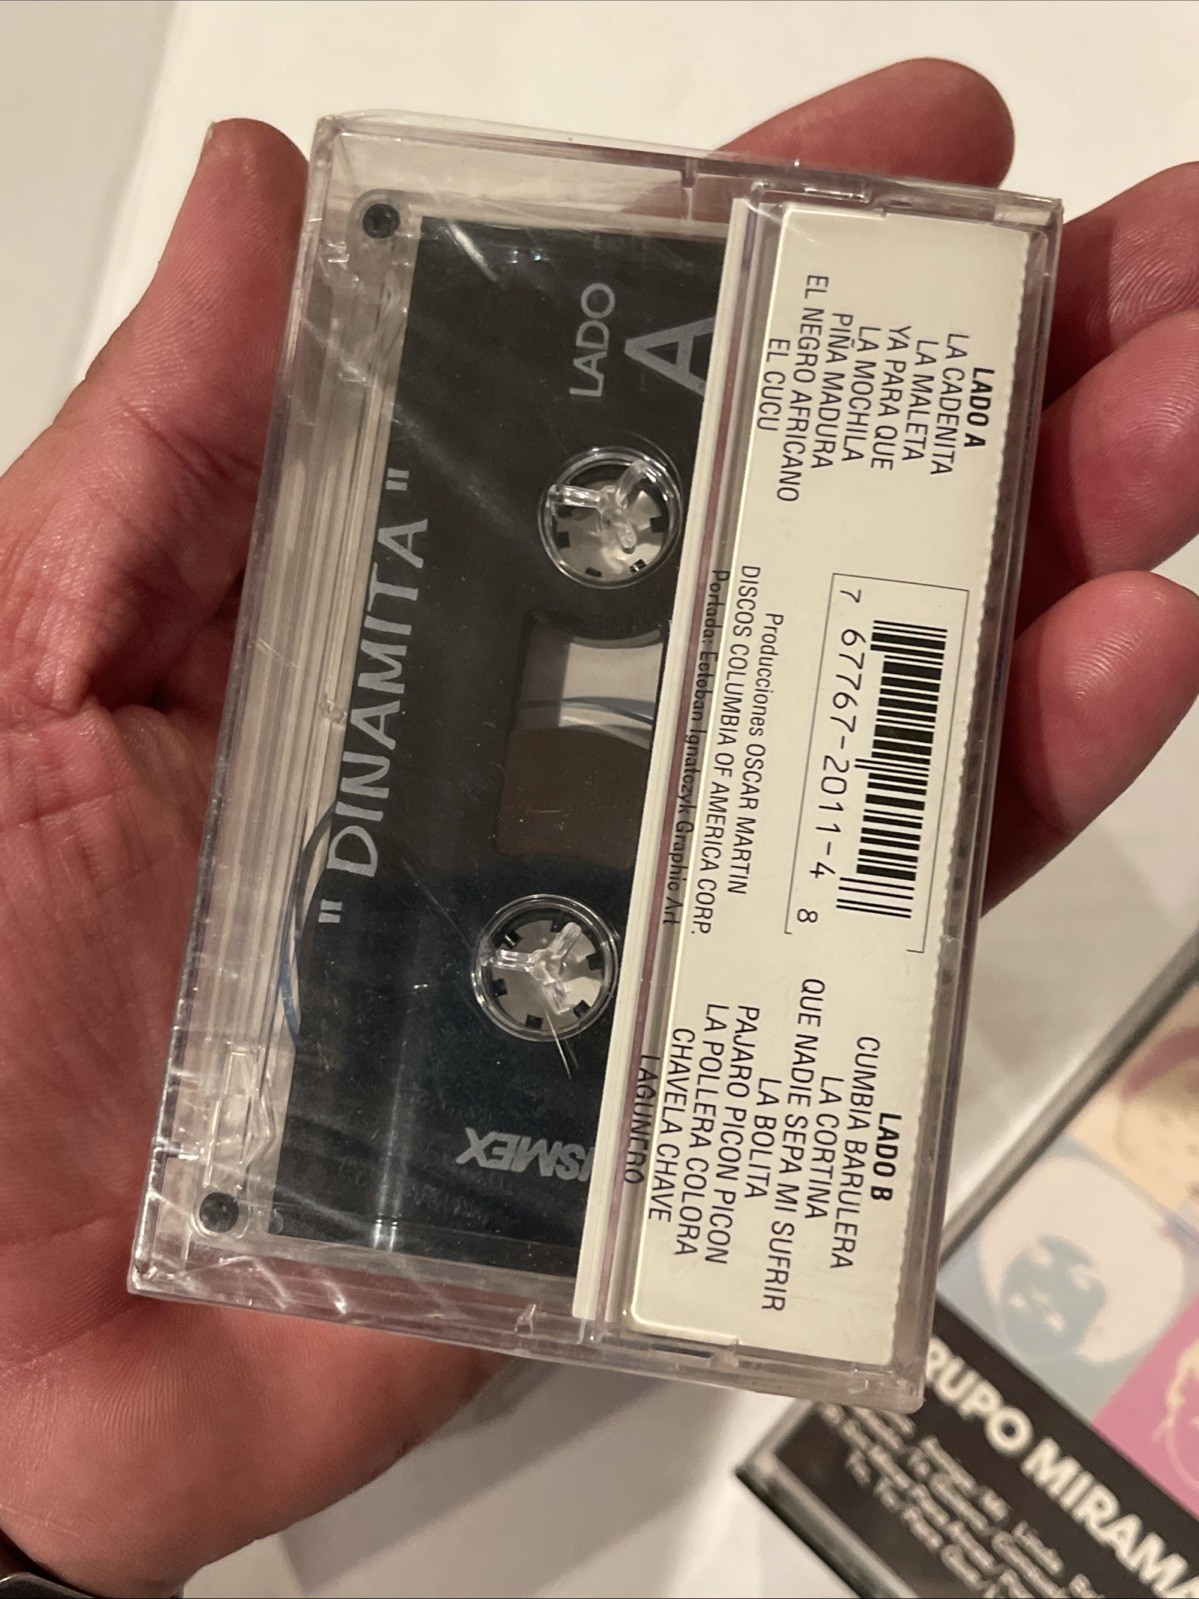 LADO A
LA CADENITA
LA MALETA
YA PARA QUE
LA MOCHILA
PIÑA MADURA
EL NEGRO AFRICANO
EL CUCU
7 67767-2011-4 8
Producciones OSCAR MARTIN
DISCOS COLUMBIA OF AMERICA CORP.
Portada: Esteban Ignatczyk Graphic Art
LADO B
CUMBIA BARULERA
LA CORTINA
QUE NADIE SEPA MI SUFRIR
LA BOLITA
PAJARO PICON PICON
LA POLLERA COLORA
CHAVELA CHAVE
LAGUNERO
LADO
A
" DINAMITA "
RUPO MIRAMA